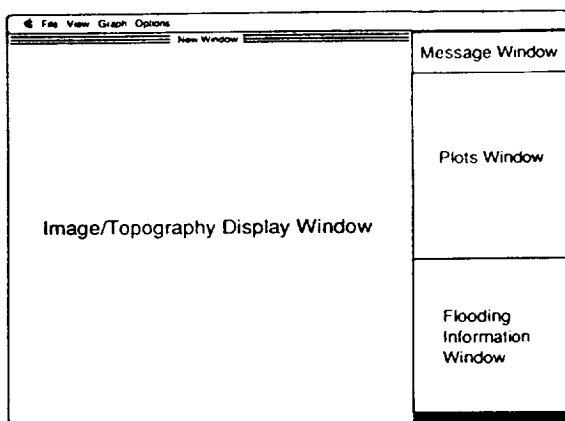 File View Graph Options
New Window
Message Window
Plots Window
Image/Topography Display Window
Flooding
Information
Window